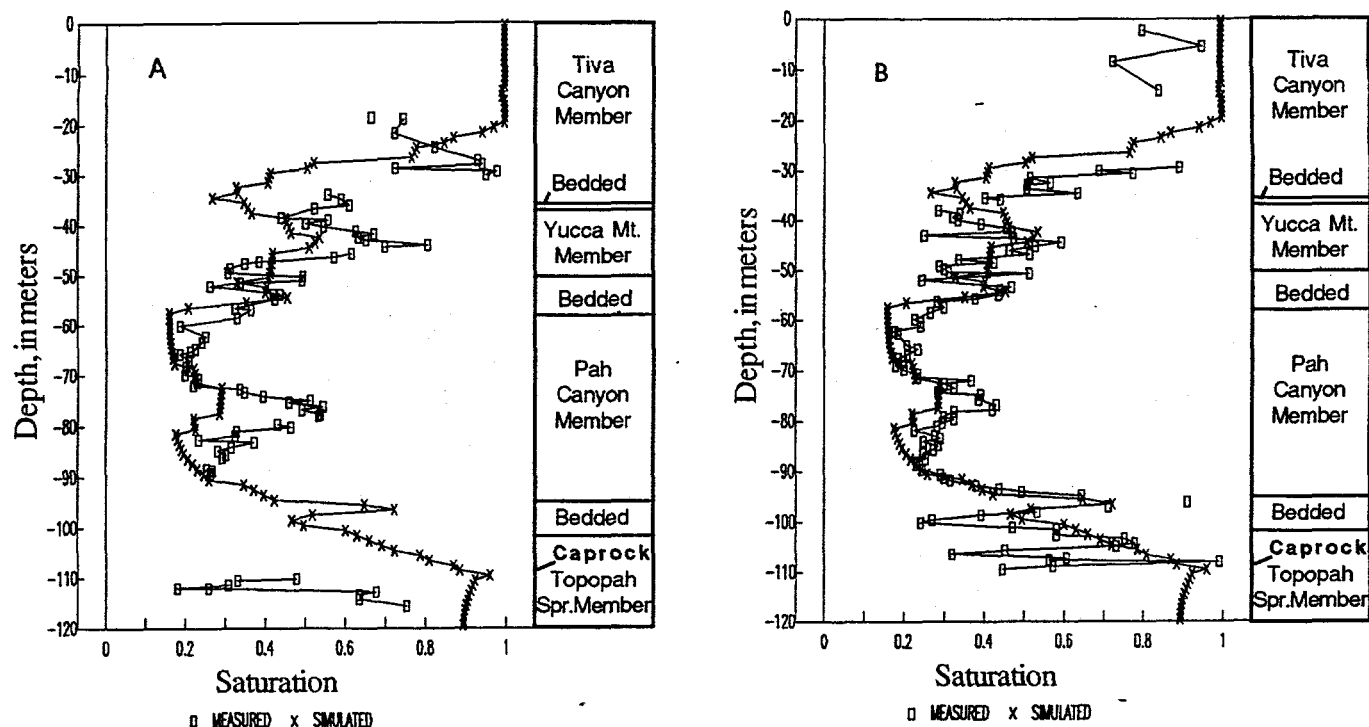 A
Depth, in meters
0
-10
-20
-30
-40
-50
-60
-70
-80
-90
-100
-110
-120
0
0.2
0.4
0.6
0.8
1
Saturation
▯ MEASURED x SIMULATED
Tiva
Canyon
Member
Bedded
Yucca Mt.
Member
Bedded
Pah
Canyon
Member
Bedded
Caprock
Topopah
Spr.Member
B
Depth, in meters
0
-10
-20
-30
-40
-50
-60
-70
-80
-90
-100
-110
-120
0
0.2
0.4
0.6
0.8
1
Saturation
▯ MEASURED x SIMULATED
Tiva
Canyon
Member
Bedded
Yucca Mt.
Member
Bedded
Pah
Canyon
Member
Bedded
Caprock
Topopah
Spr.Member